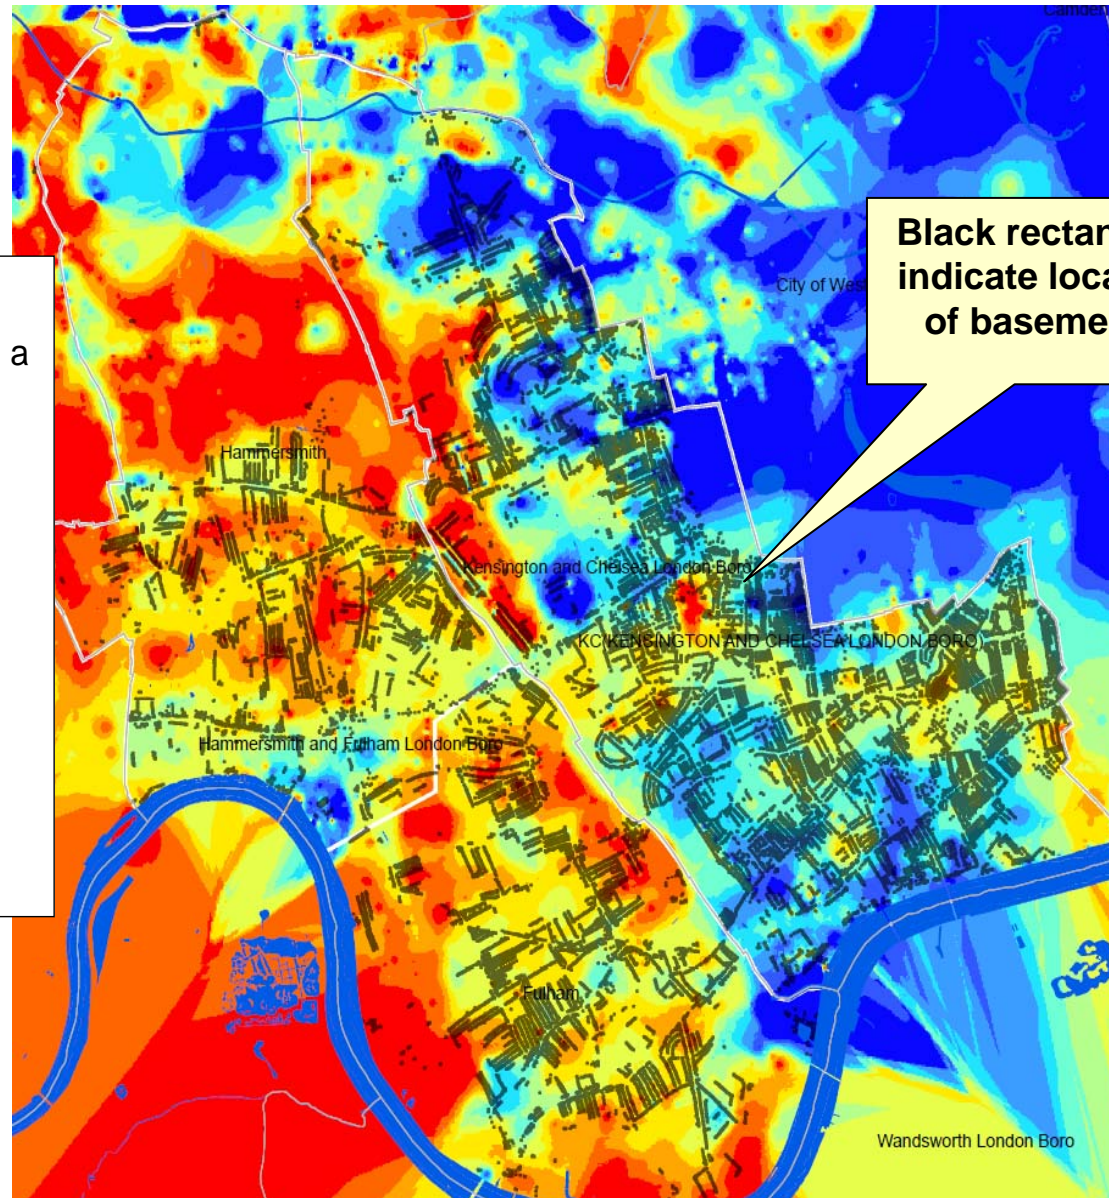 Camden
Black rectan
indicate loca
of baseme
City of Wes
a
Hammersmith
Kensington and Chelsea London Boro
KC(KENSINGTON AND CHELSEA LONDON BORO)
Hammersmith and Fulham London Boro
Fulham
Wandsworth London Boro